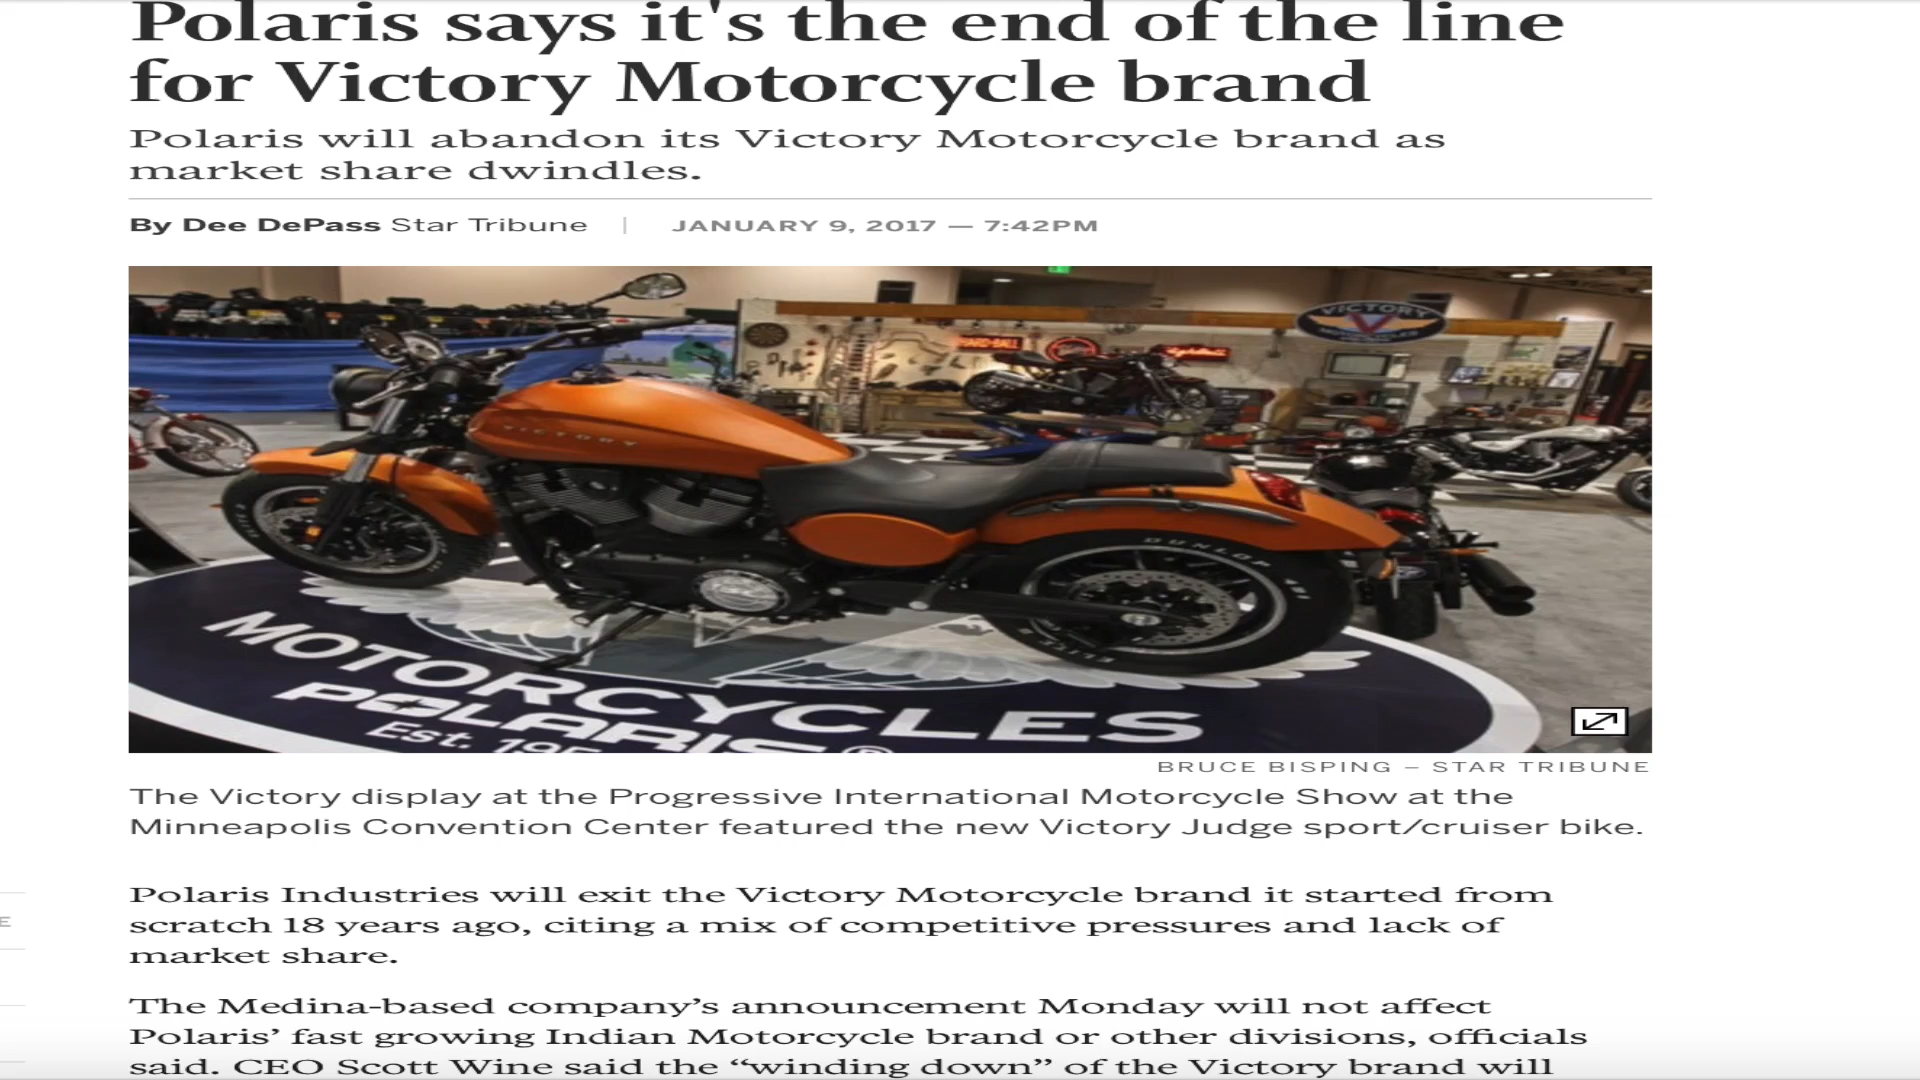 Polaris says it's the end of the line
for Victory Motorcycle brand
Polaris will abandon its Victory Motorcycle brand as
market share dwindles.
By Dee DePass Star Tribune | JANUARY 9, 2017 — 7:42PM
VICTORY
HARD-BALL
VICTORY
DUNLOP
ELITE
MOTORCYCLES
POLARIS®
Est. 195
BRUCE BISPING – STAR TRIBUNE
The Victory display at the Progressive International Motorcycle Show at the
Minneapolis Convention Center featured the new Victory Judge sport/cruiser bike.
Polaris Industries will exit the Victory Motorcycle brand it started from
scratch 18 years ago, citing a mix of competitive pressures and lack of
E
market share.
The Medina-based company’s announcement Monday will not affect
Polaris’ fast growing Indian Motorcycle brand or other divisions, officials
said. CEO Scott Wine said the “winding down” of the Victory brand will